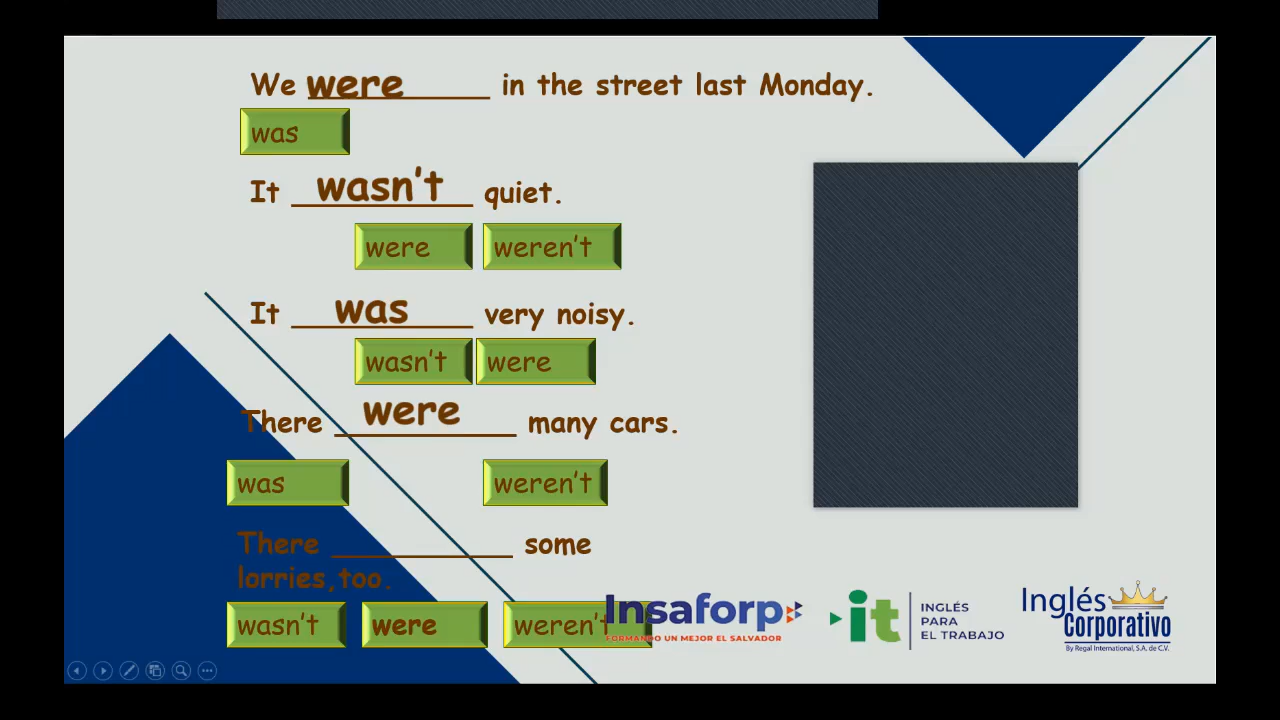 We were in the street last Monday.
was
It wasn't quiet.
were weren't
It was very noisy.
wasn't were
There were many cars.
was weren't
There ____________ some
lorries,too.
wasn't were weren't
Insaforp
FORMANDO UN MEJOR EL SALVADOR
it
INGLÉS
PARA
EL TRABAJO
Inglés
Corporativo
By Regal International, S.A. de C.V.